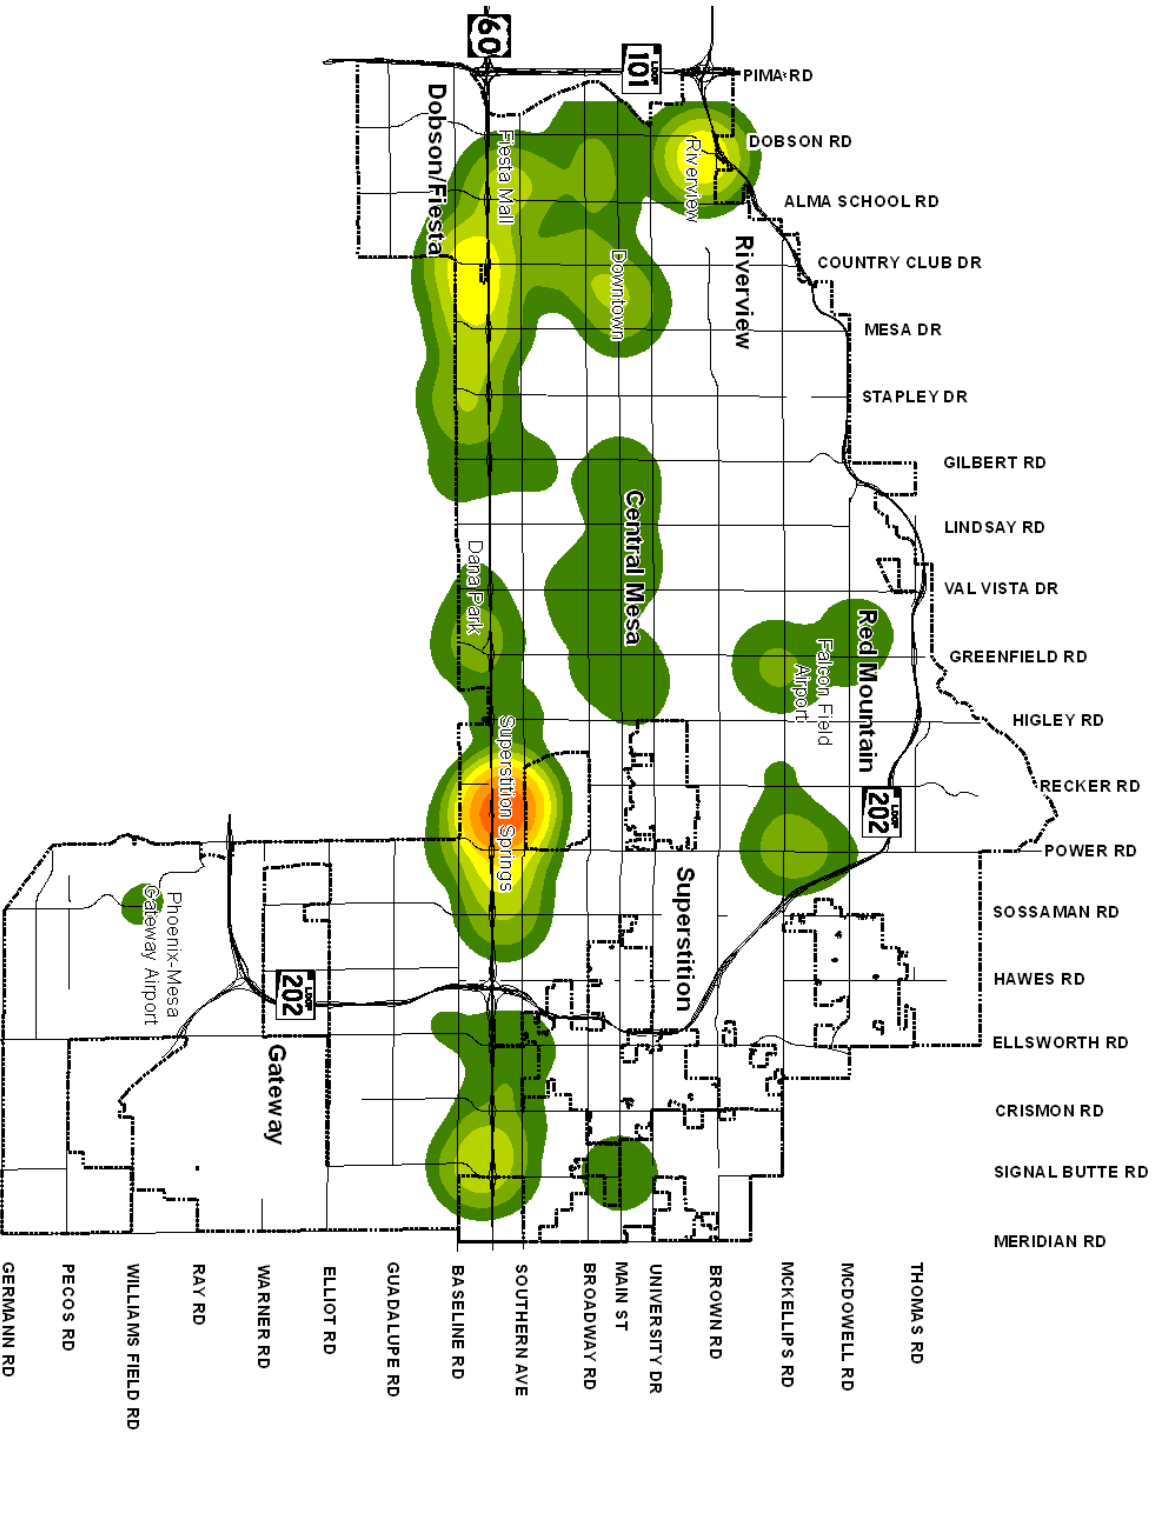 60
LOOP
101
PIMA RD
DOBSON RD
ALMA SCHOOL RD
COUNTRY CLUB DR
MESA DR
STAPLEY DR
GILBERT RD
LINDSAY RD
VAL VISTA DR
GREENFIELD RD
HIGLEY RD
RECKER RD
POWER RD
SOSSAMAN RD
HAWES RD
ELLSWORTH RD
CRISMON RD
SIGNAL BUTTE RD
MERIDIAN RD
Dobson/Fiesta
Fiesta Mall
Riverview
Riverview
Downtown
Central Mesa
Dana Park
Red Mountain
Falcon Field
Airport
LOOP
202
Superstition Springs
Superstition
Phoenix-Mesa
Gateway Airport
LOOP
202
Gateway
GERMANN RD
PECOS RD
WILLIAMS FIELD RD
RAY RD
WARNER RD
ELLIOT RD
GUADALUPE RD
BASELINE RD
SOUTHERN AVE
BROADWAY RD
MAIN ST
UNIVERSITY DR
BROWN RD
MCKELLIPS RD
MCDOWELL RD
THOMAS RD